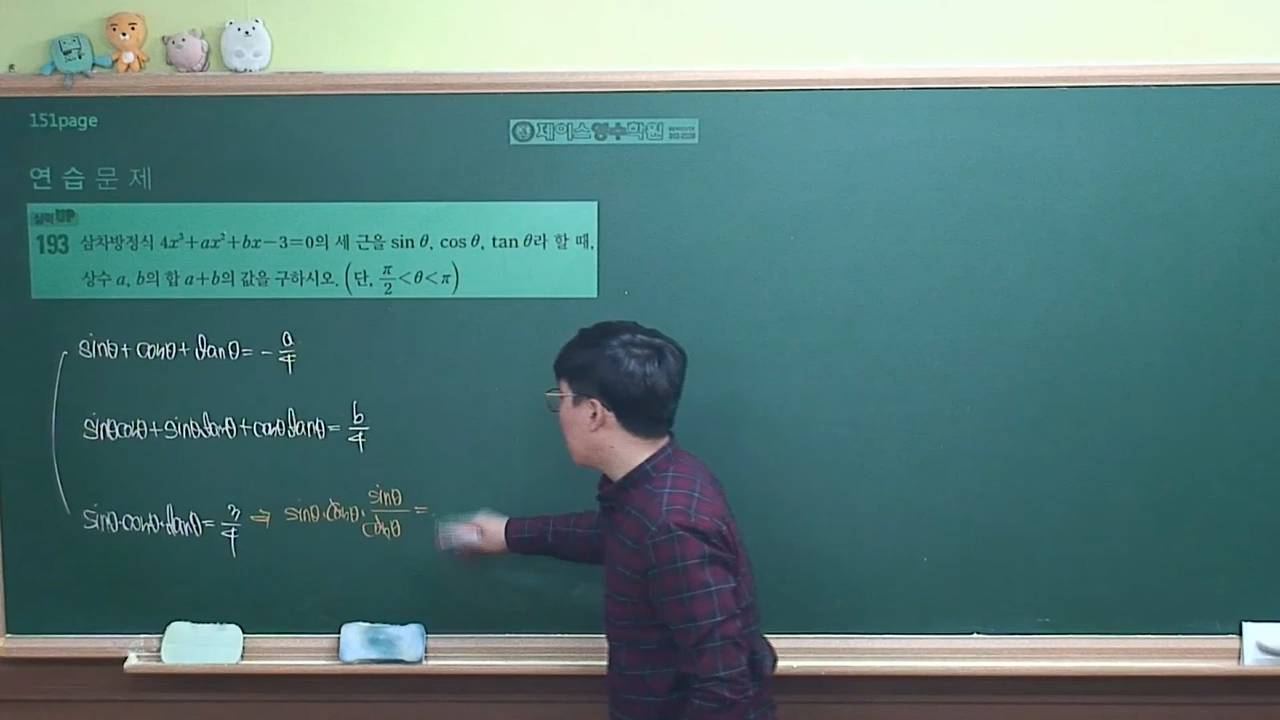 151page
제이스영수학원
연습문제
실력UP
193 삼차방정식 4x³+ax²+bx−3=0의 세 근을 sin θ, cos θ, tan θ라 할 때,
상수 a, b의 합 a+b의 값을 구하시오. (단, π/2<θ<π)
sinθ+cosθ+tanθ=−a/4
sinθcosθ+sinθtanθ+cosθtanθ=b/4
sinθ·cosθ·tanθ=3/4 ⇒ sinθ·cosθ·sinθ/cosθ=